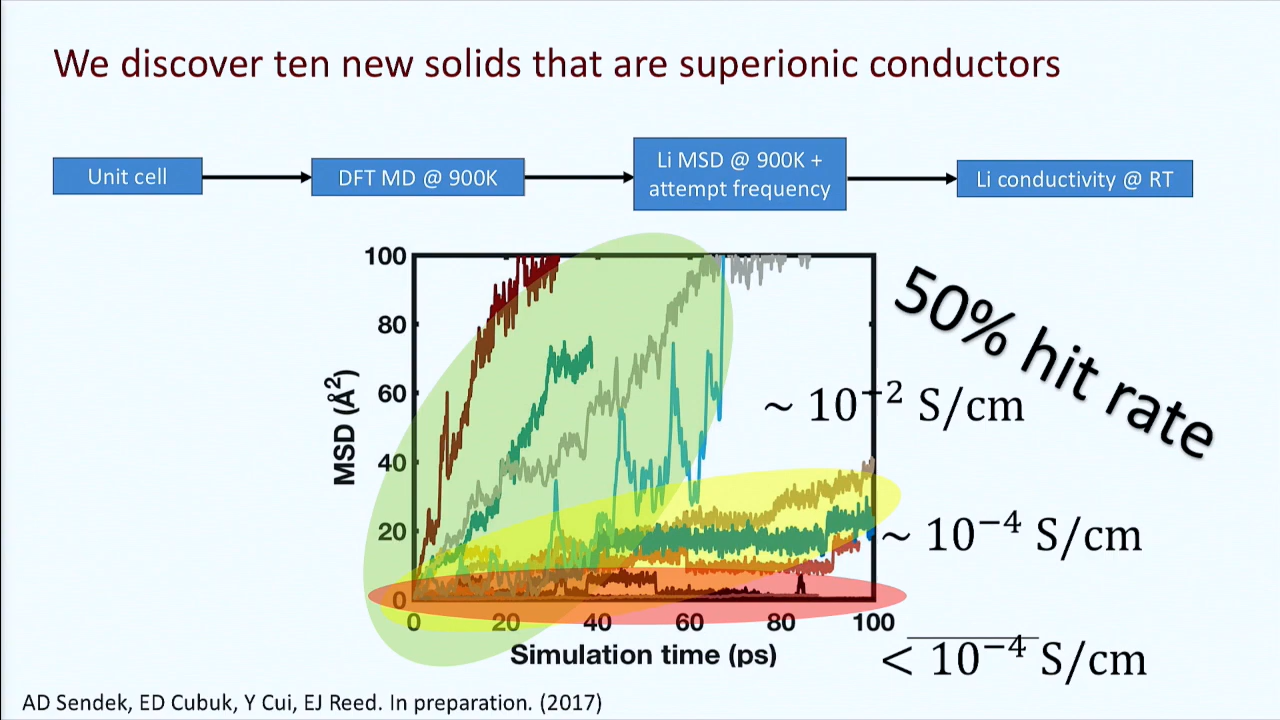 We discover ten new solids that are superionic conductors
Unit cell
DFT MD @ 900K
Li MSD @ 900K +
attempt frequency
Li conductivity @ RT
100
80
60
40
20
0
MSD (Å²)
0 20 40 60 80 100
Simulation time (ps)
50% hit rate
~ 10⁻² S/cm
~ 10⁻⁴ S/cm
< 10⁻⁴ S/cm
AD Sendek, ED Cubuk, Y Cui, EJ Reed. In preparation. (2017)